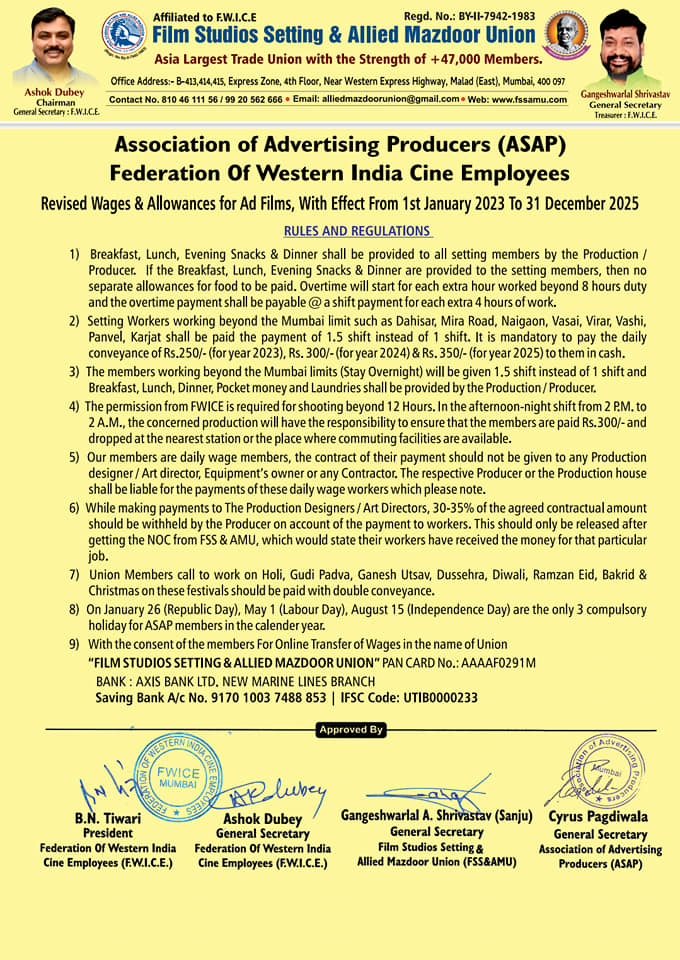 Affiliated to F.W.I.C.E
Regd. No.: BY-II-7942-1983
Film Studios Setting & Allied Mazdoor Union
Asia Largest Trade Union with the Strength of +47,000 Members.
Office Address:- B-413,414,415, Express Zone, 4th Floor, Near Western Express Highway, Malad (East), Mumbai, 400 097
Contact No. 810 46 111 56 / 99 20 562 666 • Email: alliedmazdoorunion@gmail.com • Web: www.fssamu.com
Ashok Dubey
Chairman
General Secretary : F.W.I.C.E.
Gangeshwarlal Shrivastav
General Secretary
Treasurer : F.W.I.C.E.
Association of Advertising Producers (ASAP)
Federation Of Western India Cine Employees
Revised Wages & Allowances for Ad Films, With Effect From 1st January 2023 To 31 December 2025
RULES AND REGULATIONS
1) Breakfast, Lunch, Evening Snacks & Dinner shall be provided to all setting members by the Production /
Producer. If the Breakfast, Lunch, Evening Snacks & Dinner are provided to the setting members, then no
separate allowances for food to be paid. Overtime will start for each extra hour worked beyond 8 hours duty
and the overtime payment shall be payable @ a shift payment for each extra 4 hours of work.
2) Setting Workers working beyond the Mumbai limit such as Dahisar, Mira Road, Naigaon, Vasai, Virar, Vashi,
Panvel, Karjat shall be paid the payment of 1.5 shift instead of 1 shift. It is mandatory to pay the daily
conveyance of Rs.250/- (for year 2023), Rs. 300/- (for year 2024) & Rs. 350/- (for year 2025) to them in cash.
3) The members working beyond the Mumbai limits (Stay Overnight) will be given 1.5 shift instead of 1 shift and
Breakfast, Lunch, Dinner, Pocket money and Laundries shall be provided by the Production / Producer.
4) The permission from FWICE is required for shooting beyond 12 Hours. In the afternoon-night shift from 2 P.M. to
2 A.M., the concerned production will have the responsibility to ensure that the members are paid Rs.300/- and
dropped at the nearest station or the place where commuting facilities are available.
5) Our members are daily wage members, the contract of their payment should not be given to any Production
designer / Art director, Equipment's owner or any Contractor. The respective Producer or the Production house
shall be liable for the payments of these daily wage workers which please note.
6) While making payments to The Production Designers / Art Directors, 30-35% of the agreed contractual amount
should be withheld by the Producer on account of the payment to workers. This should only be released after
getting the NOC from FSS & AMU, which would state their workers have received the money for that particular
job.
7) Union Members call to work on Holi, Gudi Padva, Ganesh Utsav, Dussehra, Diwali, Ramzan Eid, Bakrid &
Christmas on these festivals should be paid with double conveyance.
8) On January 26 (Republic Day), May 1 (Labour Day), August 15 (Independence Day) are the only 3 compulsory
holiday for ASAP members in the calender year.
9) With the consent of the members For Online Transfer of Wages in the name of Union
"FILM STUDIOS SETTING & ALLIED MAZDOOR UNION" PAN CARD No.: AAAAF0291M
BANK : AXIS BANK LTD. NEW MARINE LINES BRANCH
Saving Bank A/c No. 9170 1003 7488 853 | IFSC Code: UTIB0000233
Approved By
FEDERATION OF WESTERN INDIA CINE EMPLOYEES
FWICE
MUMBAI
Association of Advertising Producers
Mumbai
B.N. Tiwari
President
Federation Of Western India
Cine Employees (F.W.I.C.E.)
Ashok Dubey
General Secretary
Federation Of Western India
Cine Employees (F.W.I.C.E.)
Gangeshwarlal A. Shrivastav (Sanju)
General Secretary
Film Studios Setting &
Allied Mazdoor Union (FSS&AMU)
Cyrus Pagdiwala
General Secretary
Association of Advertising
Producers (ASAP)